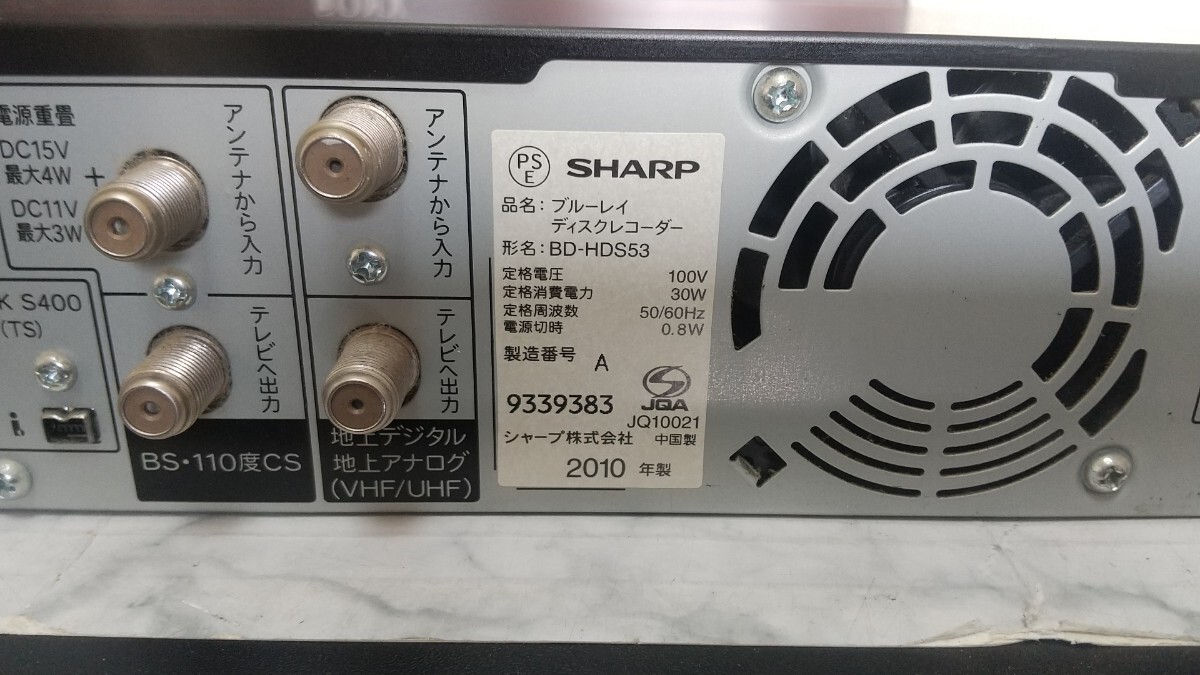 電源重畳
DC15V
最大4W
+
DC11V
最大3W
アンテナから入力
アンテナから入力
K S400
(TS)
i
テレビへ出力
テレビへ出力
BS・110度CS
地上デジタル
地上アナログ
(VHF/UHF)
PS
E
SHARP
品名: ブルーレイ
ディスクレコーダー
形名: BD-HDS53
定格電圧 100V
定格消費電力 30W
定格周波数 50/60Hz
電源切時 0.8W
製造番号 A
9339383
JQA
JQ10021
シャープ株式会社 中国製
2010 年製